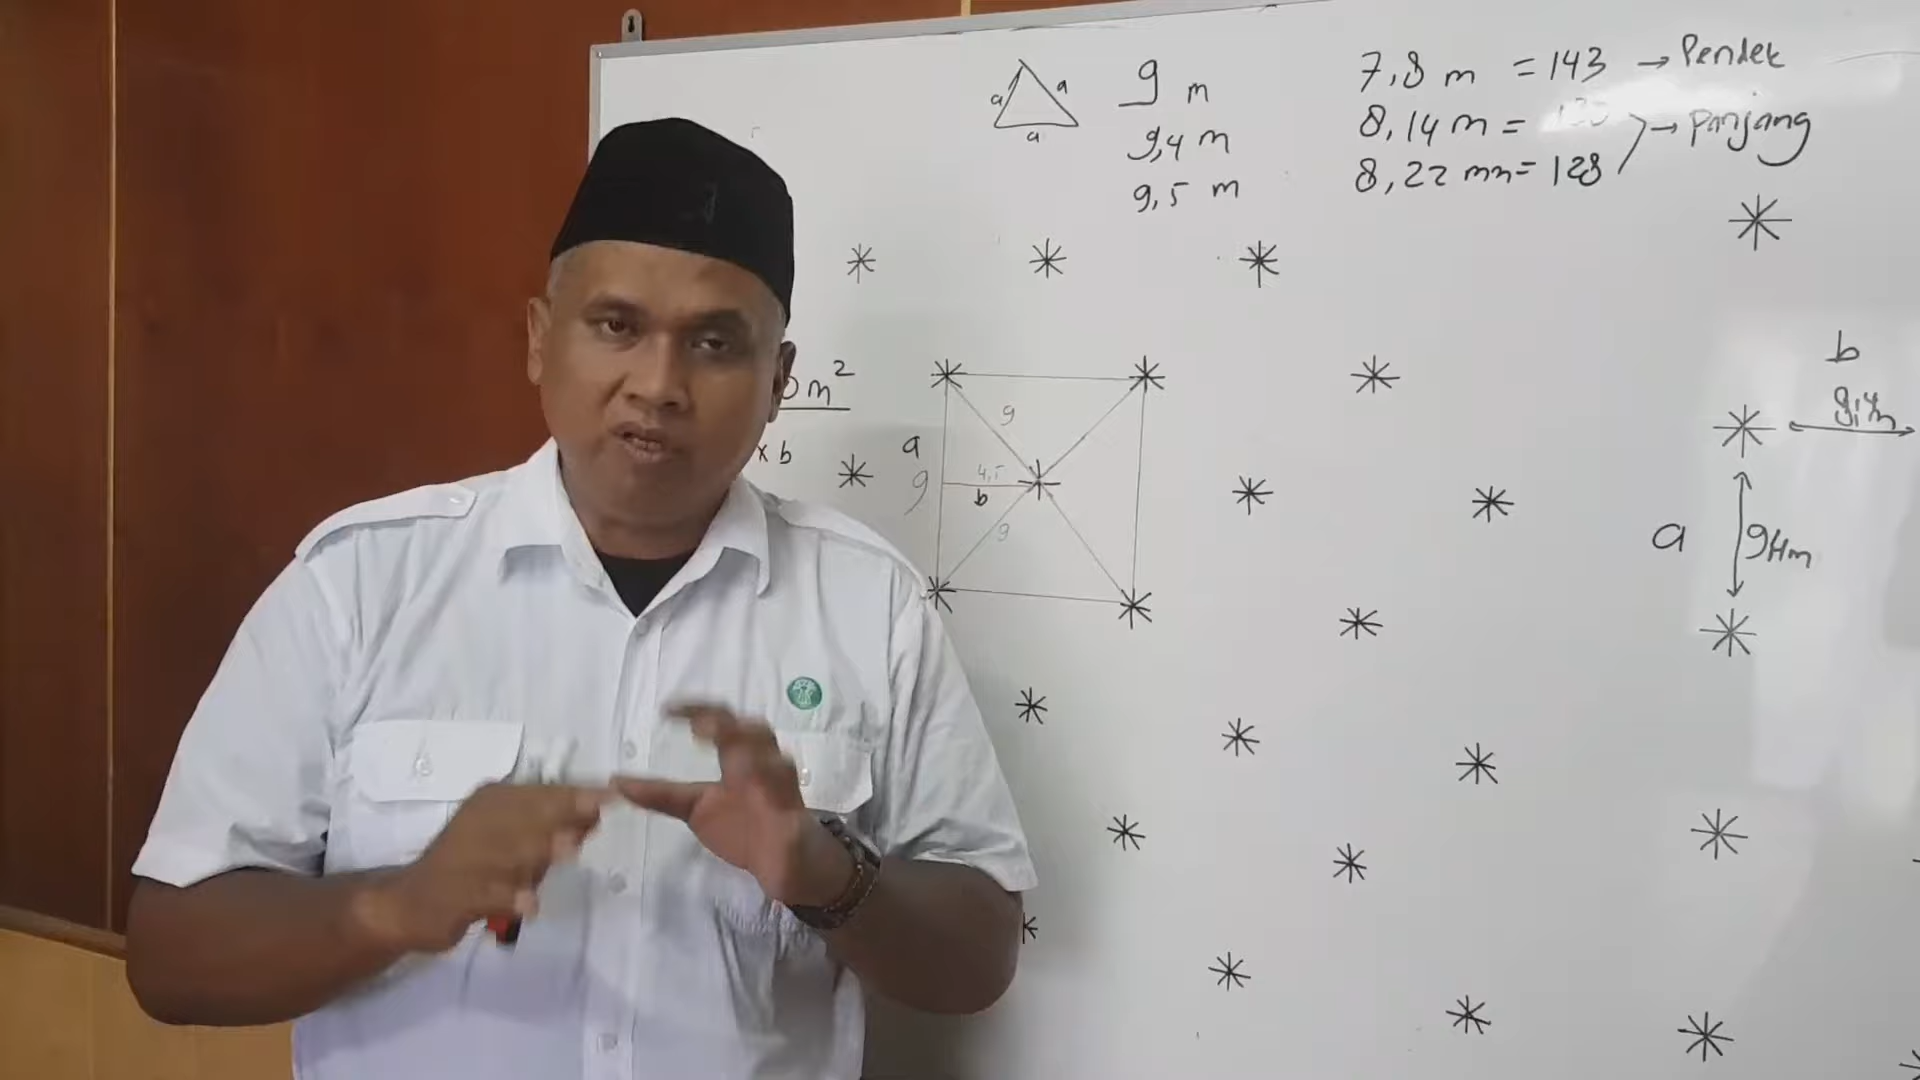 a
a
a
9 m
9,4 m
9,5 m
7,8 m = 143 → Pendek
8,14 m =
8,22 mm = 128
→ Panjang
0 m²
x b
a
9
9
4,5
b
9
b
9,4m
a
9,4m